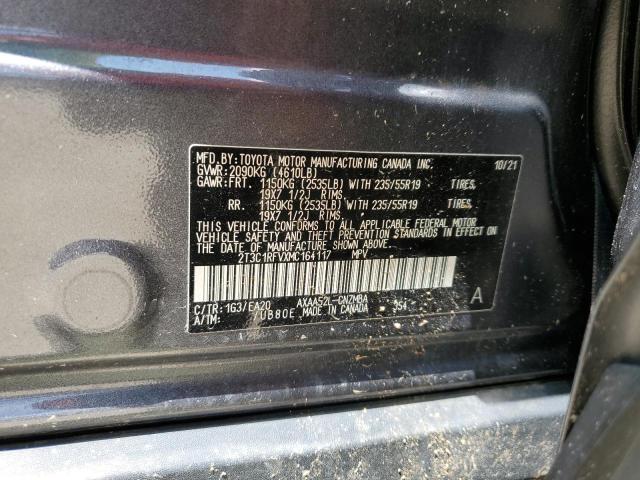 MFD.BY:TOYOTA MOTOR MANUFACTURING CANADA INC. 10/21
GVWR:2090KG (4610LB)
GAWR:FRT. 1150KG (2535LB) WITH 235/55R19 TIRES,
19X7 1/2J RIMS,
RR. 1150KG (2535LB) WITH 235/55R19 TIRES,
19X7 1/2J RIMS,
THIS VEHICLE CONFORMS TO ALL APPLICABLE FEDERAL MOTOR
VEHICLE SAFETY AND THEFT PREVENTION STANDARDS IN EFFECT
ON THE DATE OF MANUFACTURE SHOWN ABOVE.
2T3C1RFVXMC164117 MPV
C/TR:1G3/EA20 AXAA52L-CNZMBA 354 A
A/TM: /UB80E MADE IN CANADA